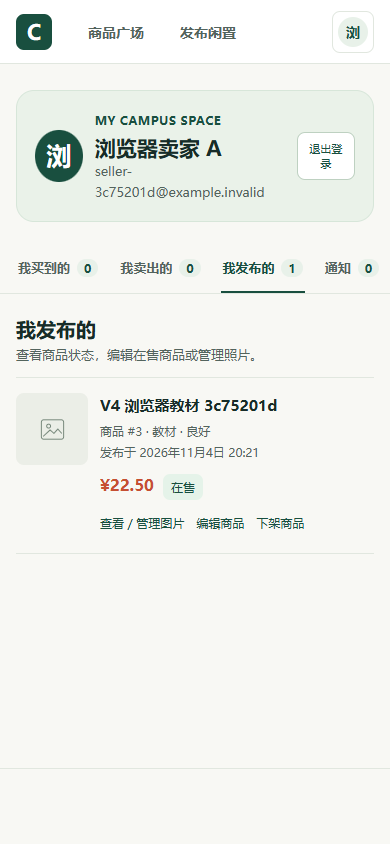 C 商品广场 发布闲置 浏
浏
MY CAMPUS SPACE
浏览器卖家 A
seller-
3c75201d@example.invalid
退出登
录
我买到的 0 我卖出的 0 我发布的 1 通知 0
我发布的
查看商品状态，编辑在售商品或管理照片。
V4 浏览器教材 3c75201d
商品 #3 · 教材 · 良好
发布于 2026年11月4日 20:21
¥22.50 在售
查看 / 管理图片 编辑商品 下架商品